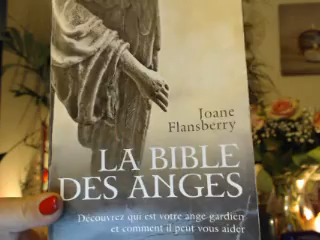 Joane
Flansberry
LA BIBLE
DES ANGES
Découvrez qui est votre ange gardien
et comment il peut vous aider